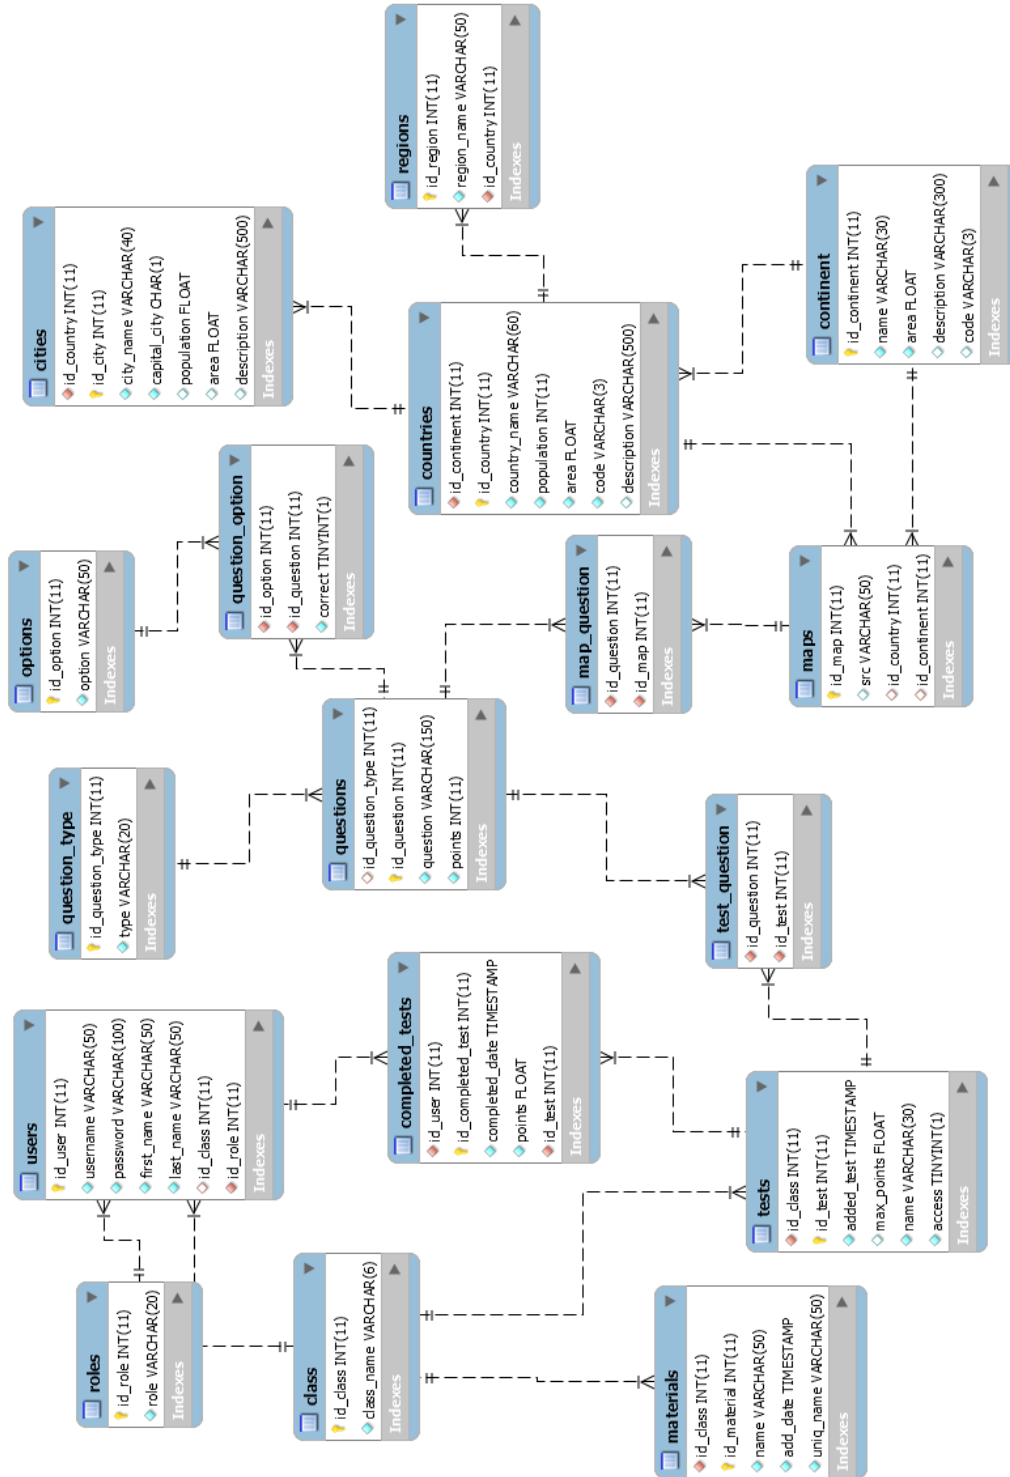 roles
id_role INT(11)
role VARCHAR(20)
Indexes
users
id_user INT(11)
username VARCHAR(50)
password VARCHAR(100)
first_name VARCHAR(50)
last_name VARCHAR(50)
id_class INT(11)
id_role INT(11)
Indexes
question_type
id_question_type INT(11)
type VARCHAR(20)
Indexes
options
id_option INT(11)
option VARCHAR(50)
Indexes
cities
id_country INT(11)
id_city INT(11)
city_name VARCHAR(40)
capital_city CHAR(1)
population FLOAT
area FLOAT
description VARCHAR(500)
Indexes
question_option
id_option INT(11)
id_question INT(11)
correct TINYINT(1)
Indexes
class
id_class INT(11)
class_name VARCHAR(6)
Indexes
completed_tests
id_user INT(11)
id_completed_test INT(11)
completed_date TIMESTAMP
points FLOAT
id_test INT(11)
Indexes
questions
id_question_type INT(11)
id_question INT(11)
question VARCHAR(150)
points INT(11)
Indexes
countries
id_continent INT(11)
id_country INT(11)
country_name VARCHAR(60)
population INT(11)
area FLOAT
code VARCHAR(3)
description VARCHAR(500)
Indexes
regions
id_region INT(11)
region_name VARCHAR(50)
id_country INT(11)
Indexes
map_question
id_question INT(11)
id_map INT(11)
Indexes
materials
id_class INT(11)
id_material INT(11)
name VARCHAR(50)
add_date TIMESTAMP
uniq_name VARCHAR(50)
Indexes
tests
id_class INT(11)
id_test INT(11)
added_test TIMESTAMP
max_points FLOAT
name VARCHAR(30)
access TINYINT(1)
Indexes
test_question
id_question INT(11)
id_test INT(11)
Indexes
maps
id_map INT(11)
src VARCHAR(50)
id_country INT(11)
id_continent INT(11)
Indexes
continent
id_continent INT(11)
name VARCHAR(30)
area FLOAT
description VARCHAR(300)
code VARCHAR(3)
Indexes